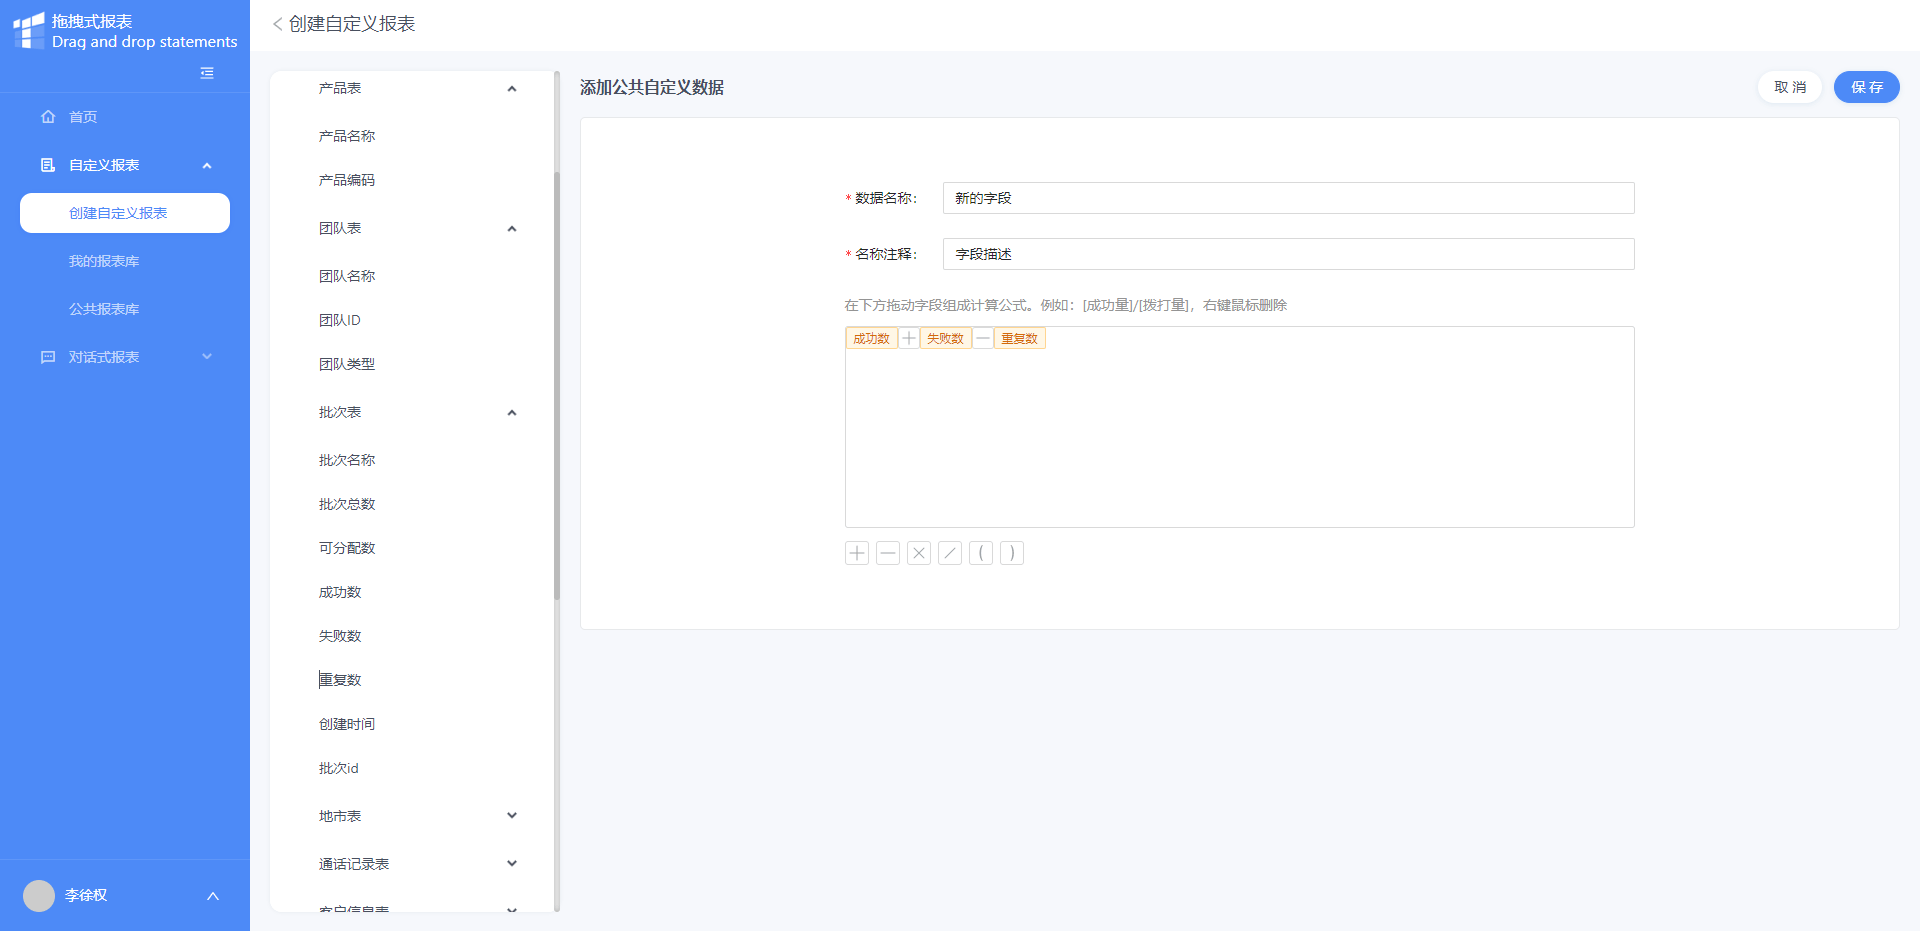 拖拽式报表
Drag and drop statements
首页
自定义报表
创建自定义报表
我的报表库
公共报表库
对话式报表
李徐权
创建自定义报表
产品表
产品名称
产品编码
团队表
团队名称
团队ID
团队类型
批次表
批次名称
批次总数
可分配数
成功数
失败数
重复数
创建时间
批次id
地市表
通话记录表
客户信息表
添加公共自定义数据
取 消
保 存
* 数据名称:
新的字段
* 名称注释:
字段描述
在下方拖动字段组成计算公式。例如：[成功量]/[拨打量]，右键鼠标删除
成功数 + 失败数 — 重复数
+ — × / ( )